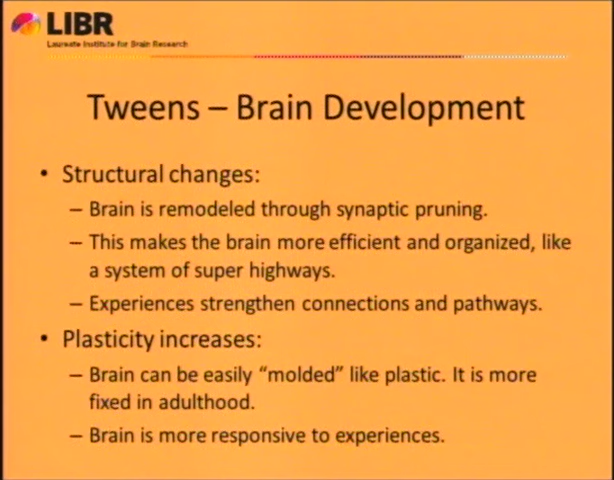 LIBR
Laureate Institute for Brain Research
Tweens – Brain Development
• Structural changes:
– Brain is remodeled through synaptic pruning.
– This makes the brain more efficient and organized, like
a system of super highways.
– Experiences strengthen connections and pathways.
• Plasticity increases:
– Brain can be easily “molded” like plastic. It is more
fixed in adulthood.
– Brain is more responsive to experiences.